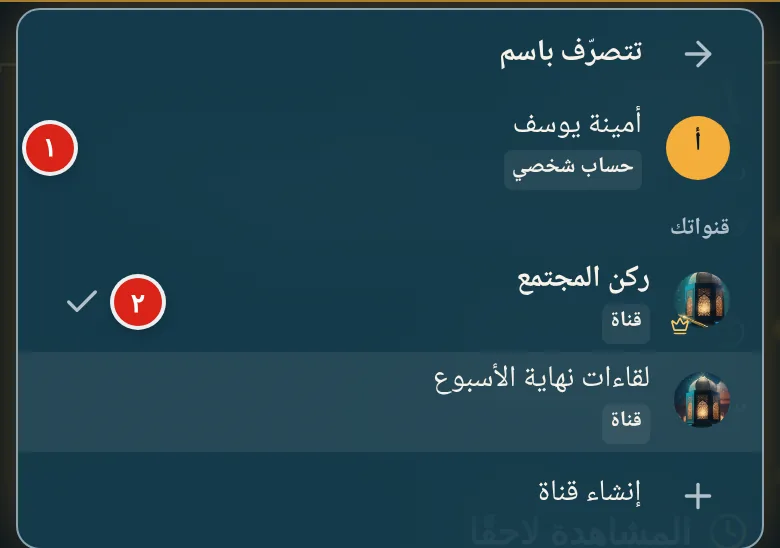 تتصرّف باسم
أمينة يوسف
أ
حساب شخصي
١
قنواتك
ركن المجتمع
قناة
٢
لقاءات نهاية الأسبوع
قناة
إنشاء قناة
المشاهدة لاحقًا